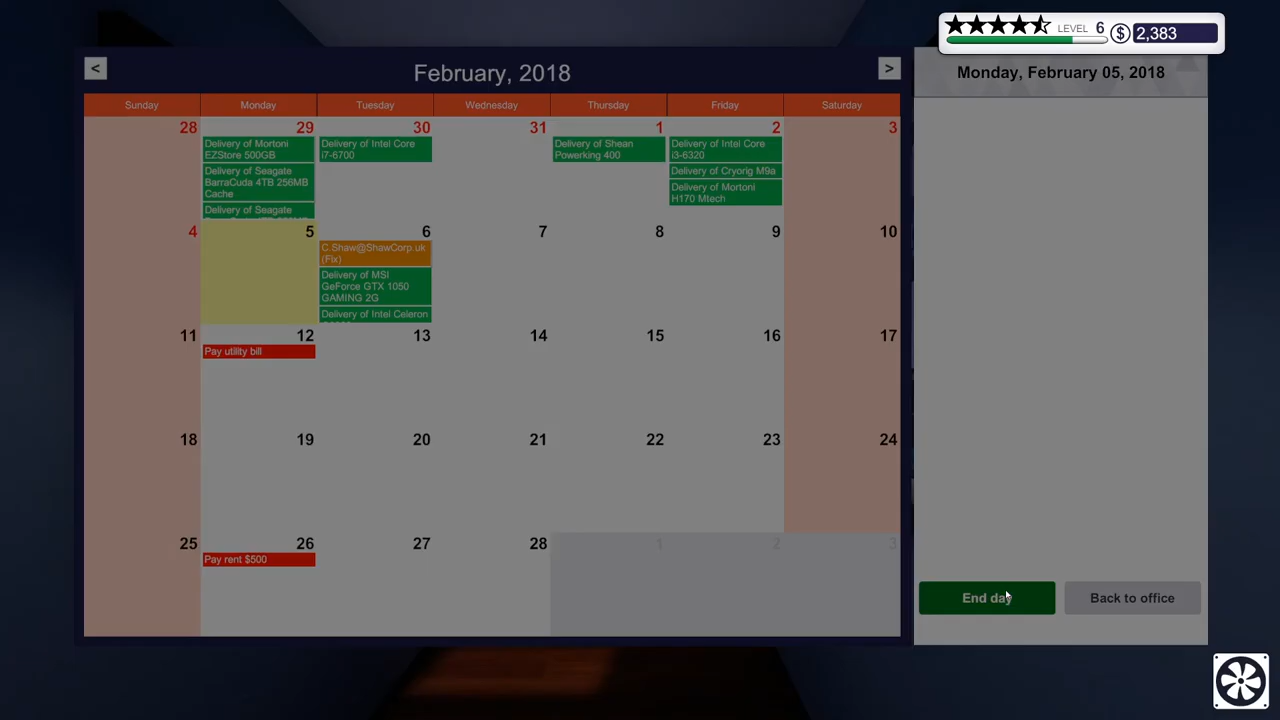 LEVEL 6 $ 2,383
< February, 2018 >
Monday, February 05, 2018
Sunday Monday Tuesday Wednesday Thursday Friday Saturday
28 29 30 31 1 2 3
Delivery of Mortoni
EZStore 500GB
Delivery of Seagate
BarraCuda 4TB 256MB
Cache
Delivery of Seagate
Delivery of Intel Core
i7-6700
Delivery of Shean
Powerking 400
Delivery of Intel Core
i3-6320
Delivery of Cryorig M9a
Delivery of Mortoni
H170 Mtech
4 5 6 7 8 9 10
C.Shaw@ShawCorp.uk
(Fix)
Delivery of MSI
GeForce GTX 1050
GAMING 2G
Delivery of Intel Celeron
11 12 13 14 15 16 17
Pay utility bill
18 19 20 21 22 23 24
25 26 27 28 1 2 3
Pay rent $500
End day Back to office